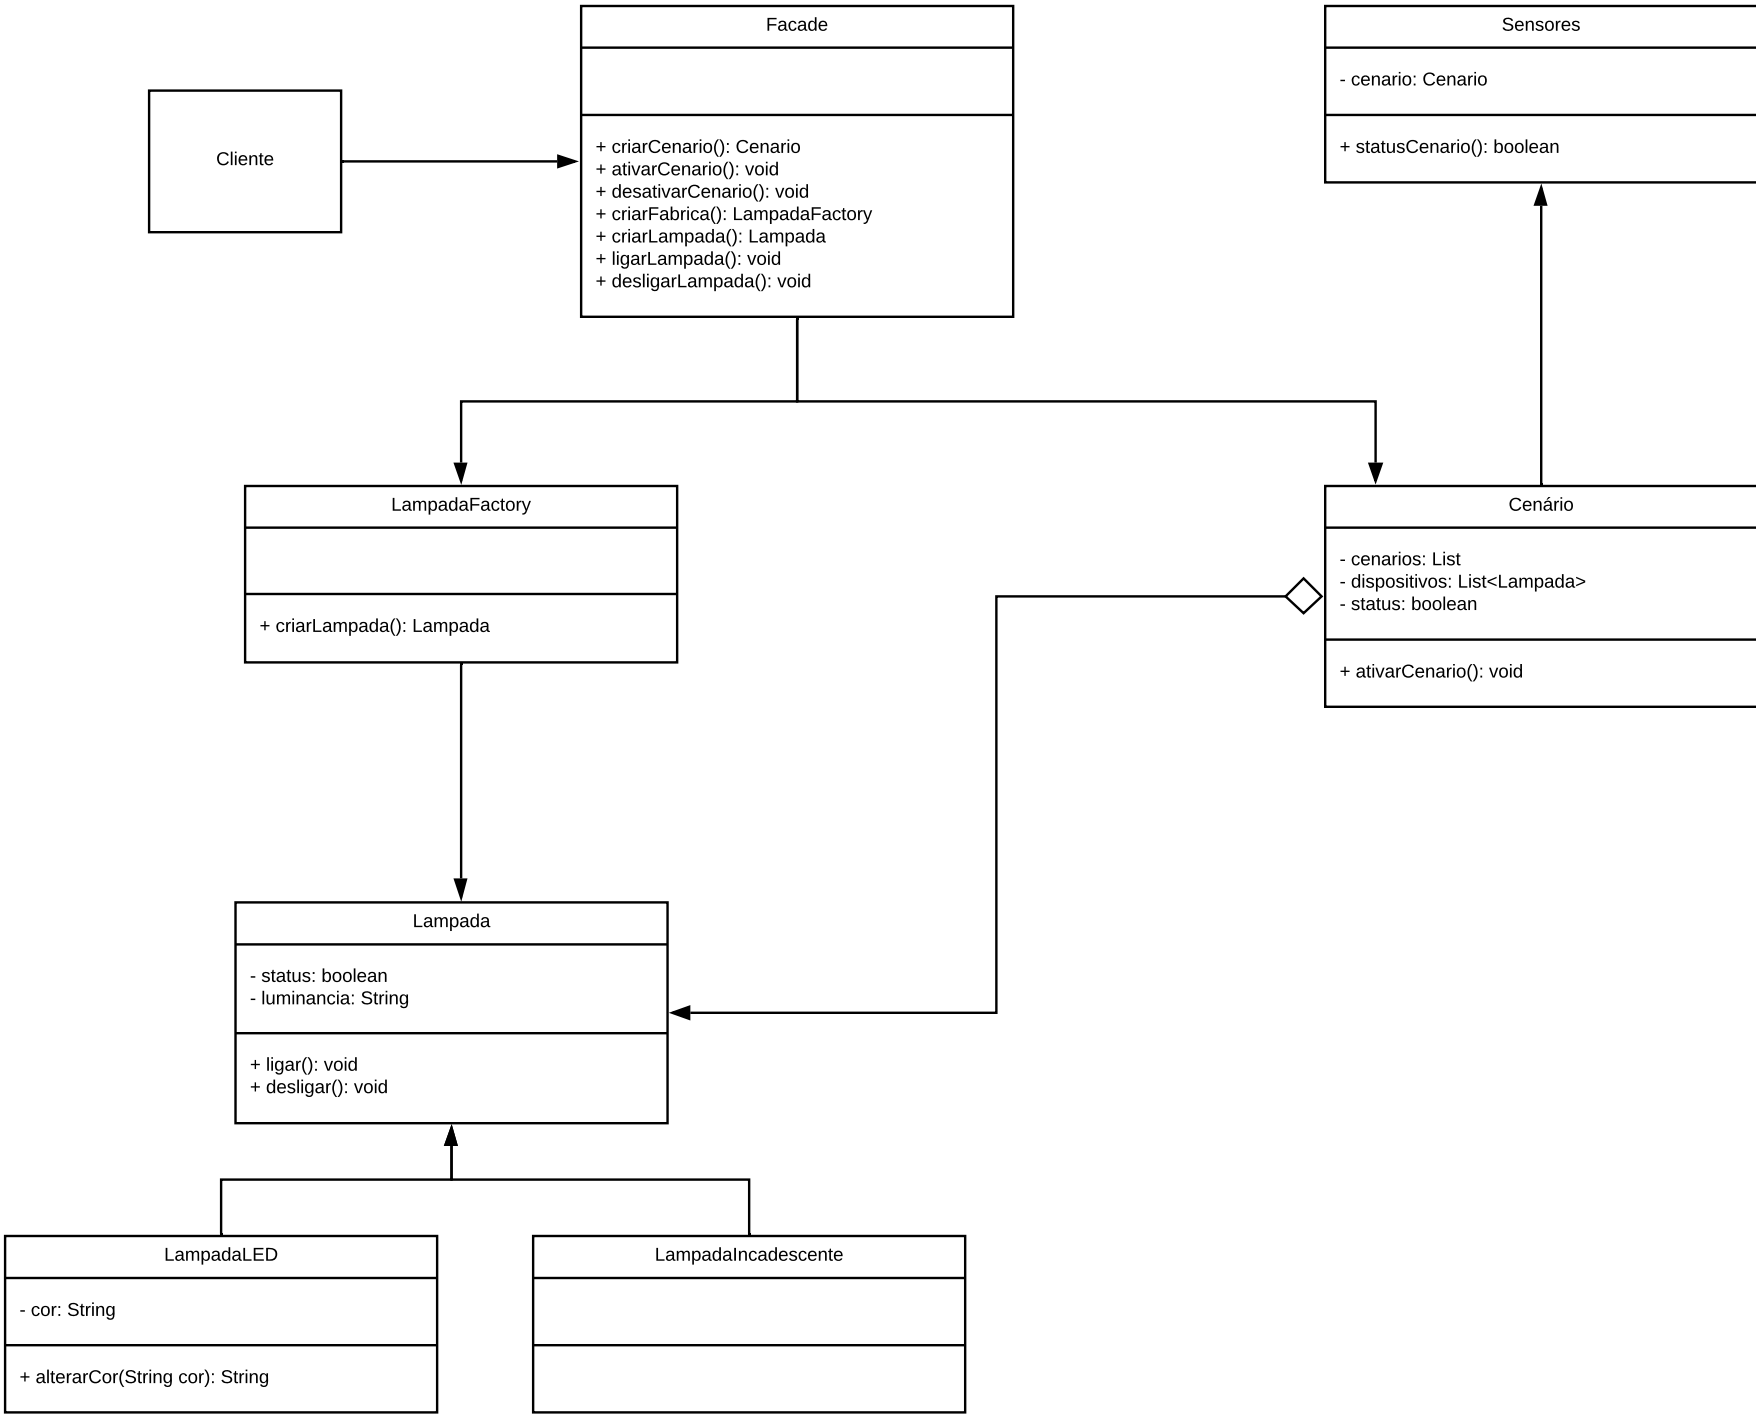 Facade
+ criarCenario(): Cenario
+ ativarCenario(): void
+ desativarCenario(): void
+ criarFabrica(): LampadaFactory
+ criarLampada(): Lampada
+ ligarLampada(): void
+ desligarLampada(): void
Sensores
- cenario: Cenario
+ statusCenario(): boolean
Cliente
LampadaFactory
+ criarLampada(): Lampada
Cenário
- cenarios: List
- dispositivos: List<Lampada>
- status: boolean
+ ativarCenario(): void
Lampada
- status: boolean
- luminancia: String
+ ligar(): void
+ desligar(): void
LampadaLED
- cor: String
+ alterarCor(String cor): String
LampadaIncadescente